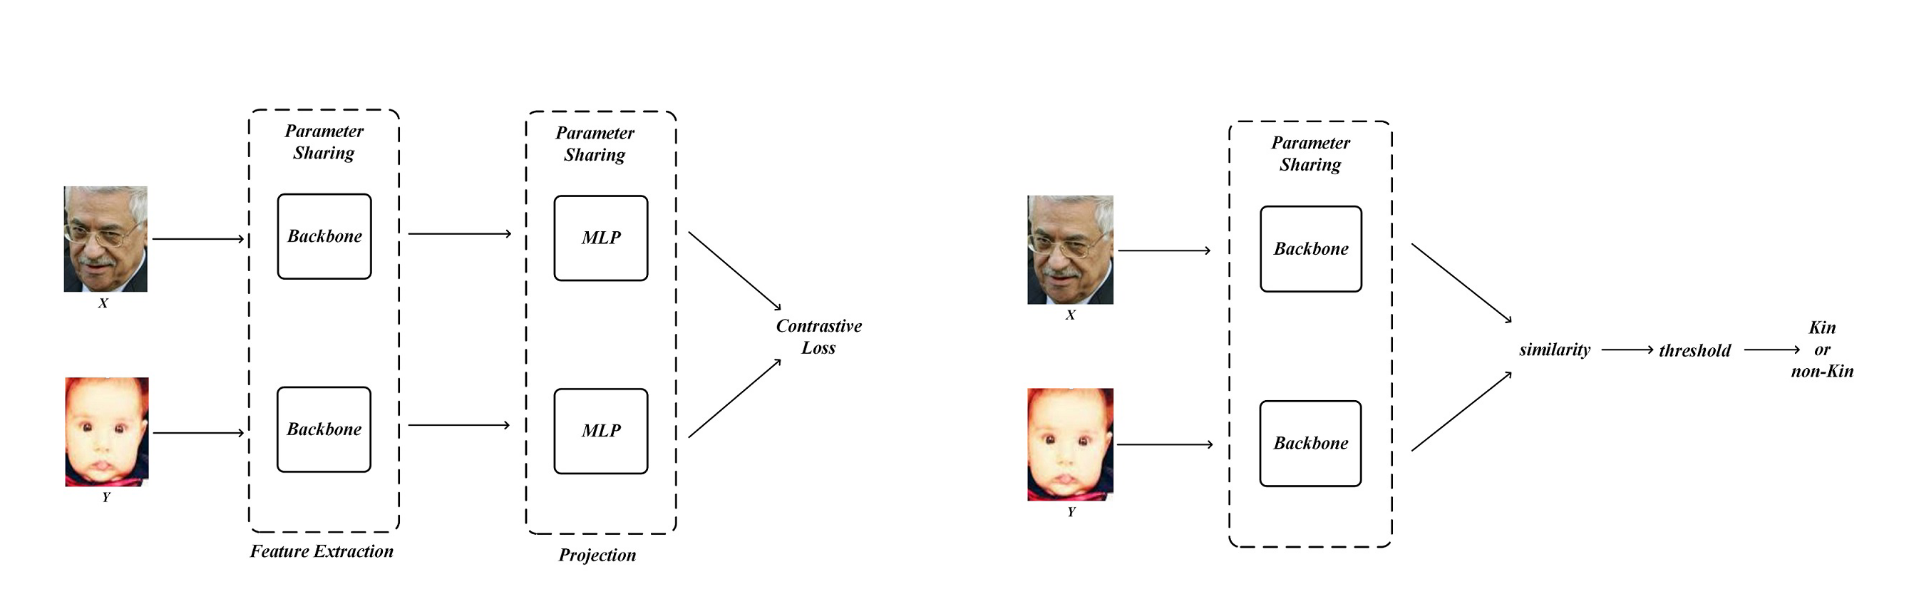 Parameter
Sharing
Backbone
X
Backbone
Y
Feature Extraction
Parameter
Sharing
MLP
MLP
Projection
Contrastive
Loss
Parameter
Sharing
Backbone
X
Backbone
Y
similarity
threshold
Kin
or
non-Kin